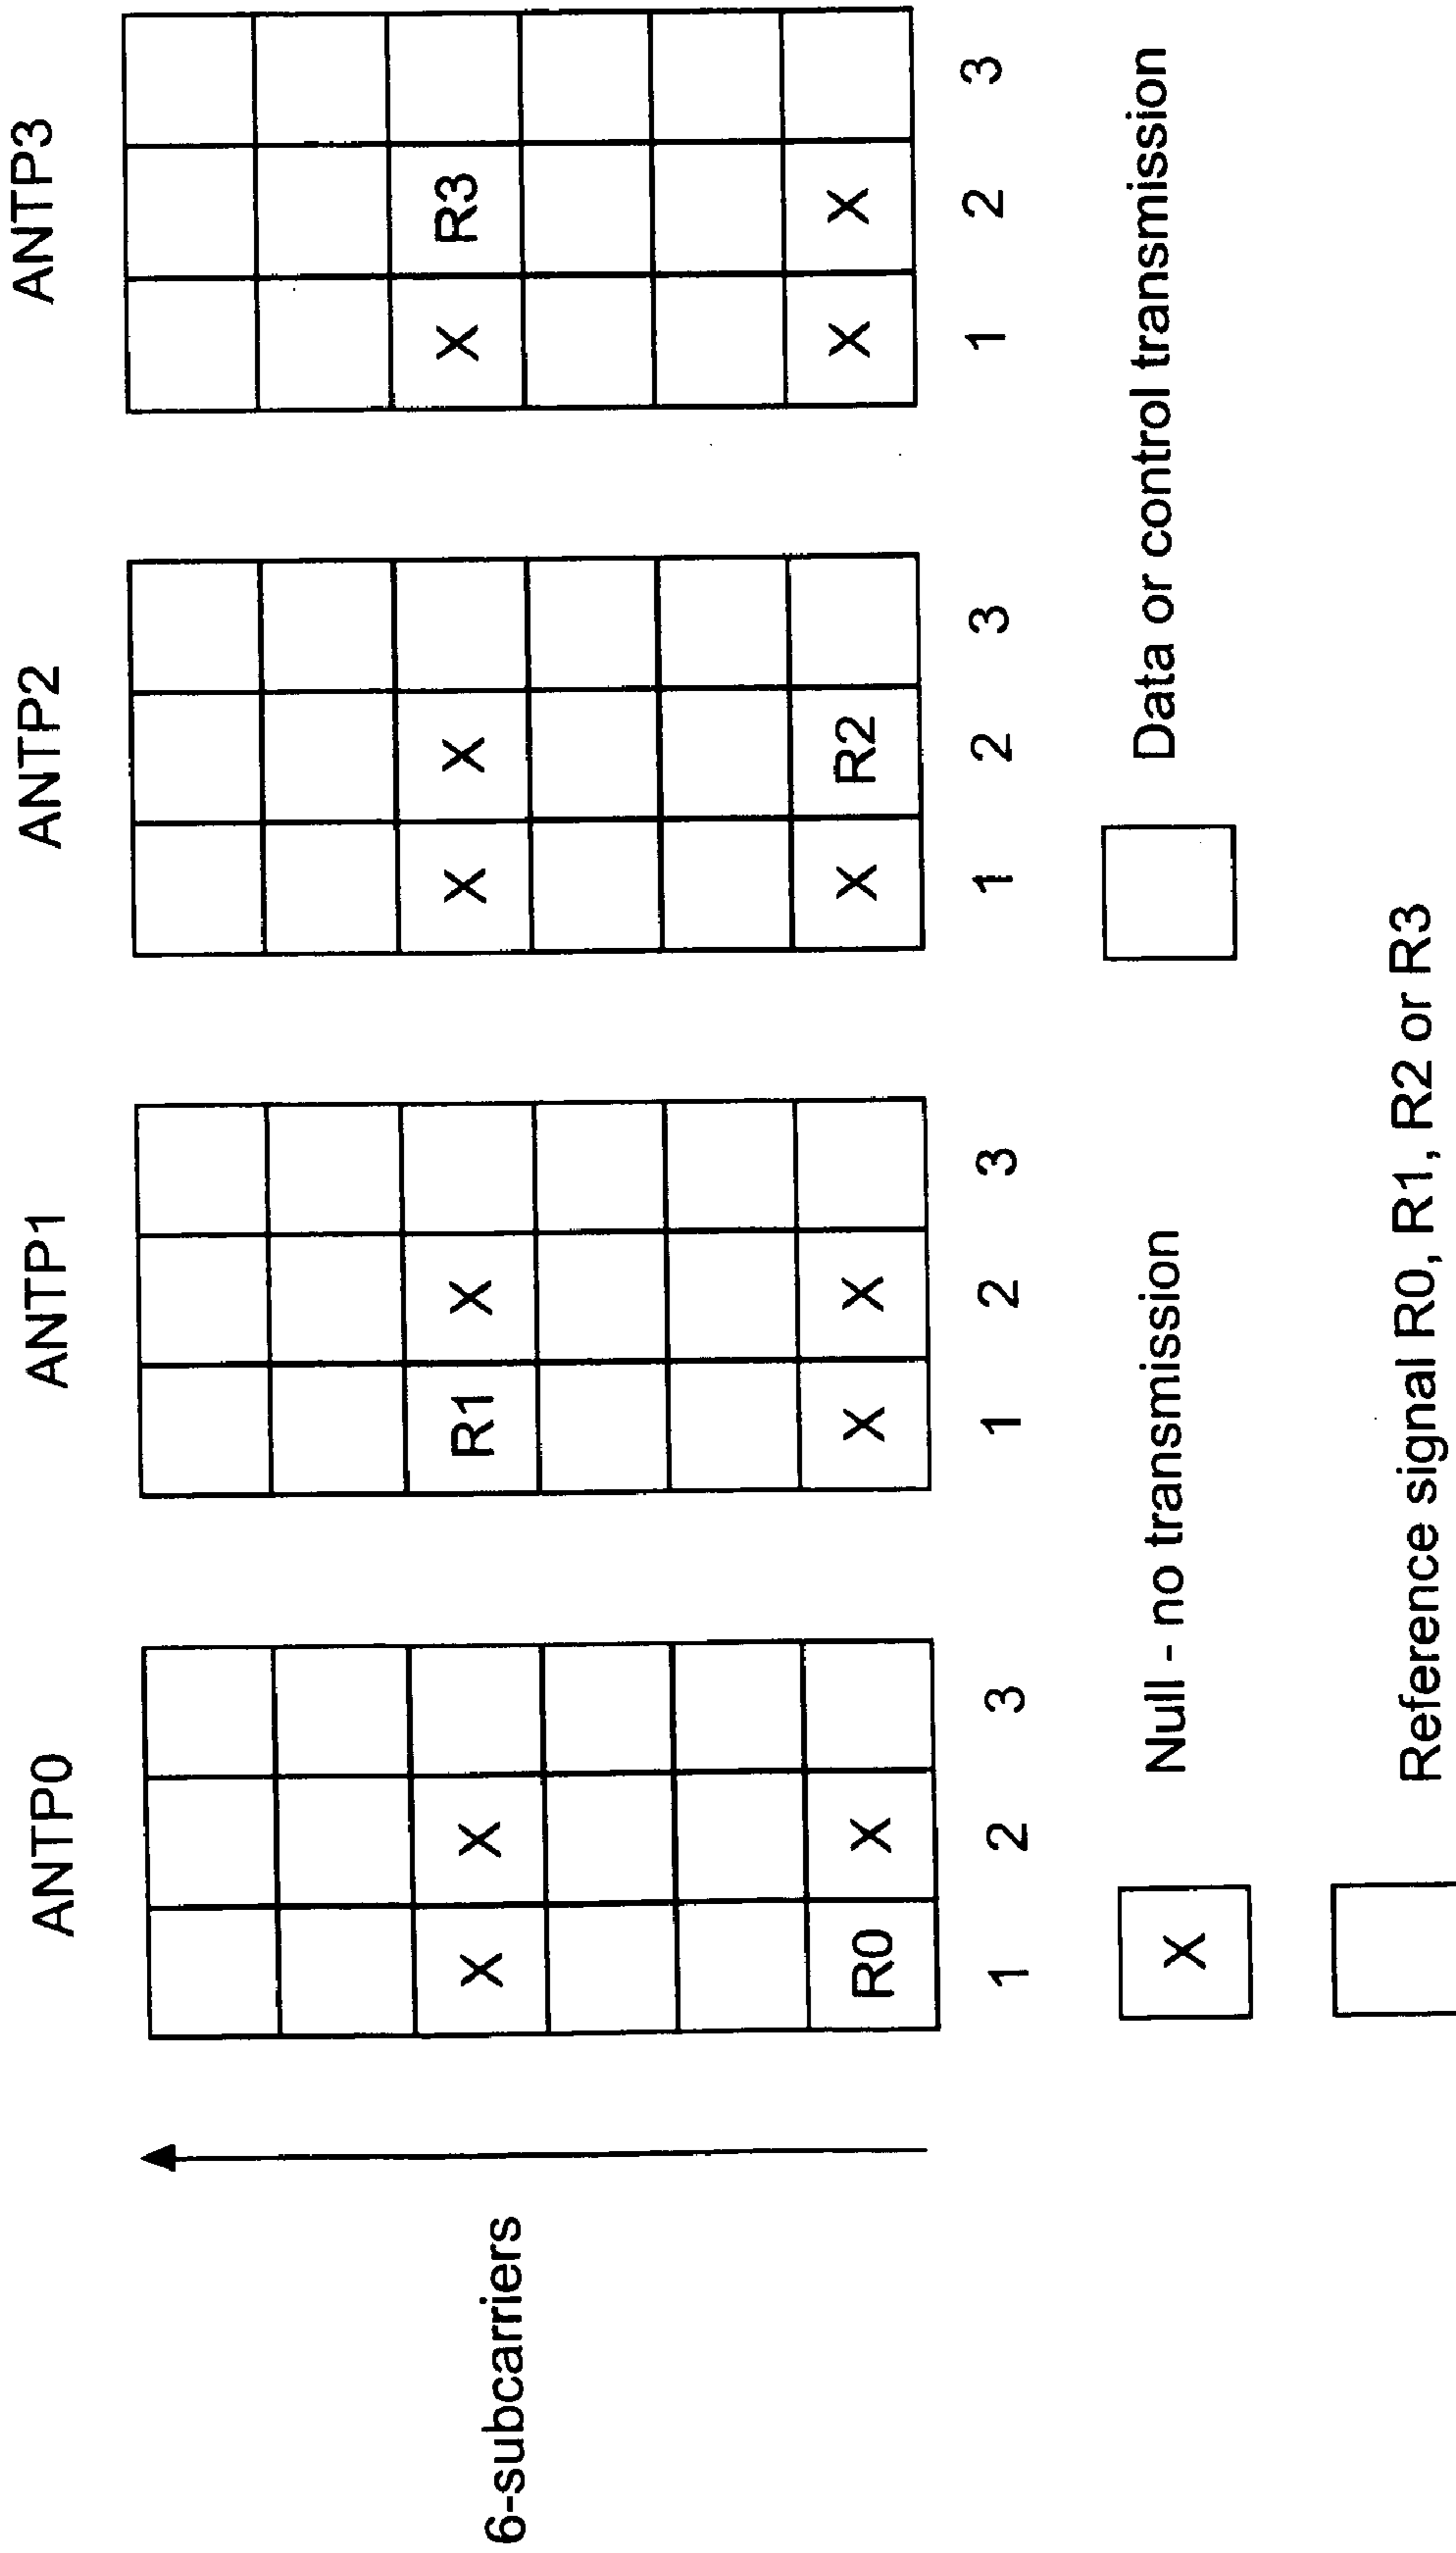 ANTP0 ANTP1 ANTP2 ANTP3
6-subcarriers
X X R1 X X X X R3
R0 X X X X R2 X X
1 2 3 1 2 3 1 2 3 1 2 3
X Null - no transmission Data or control transmission
Reference signal R0, R1, R2 or R3